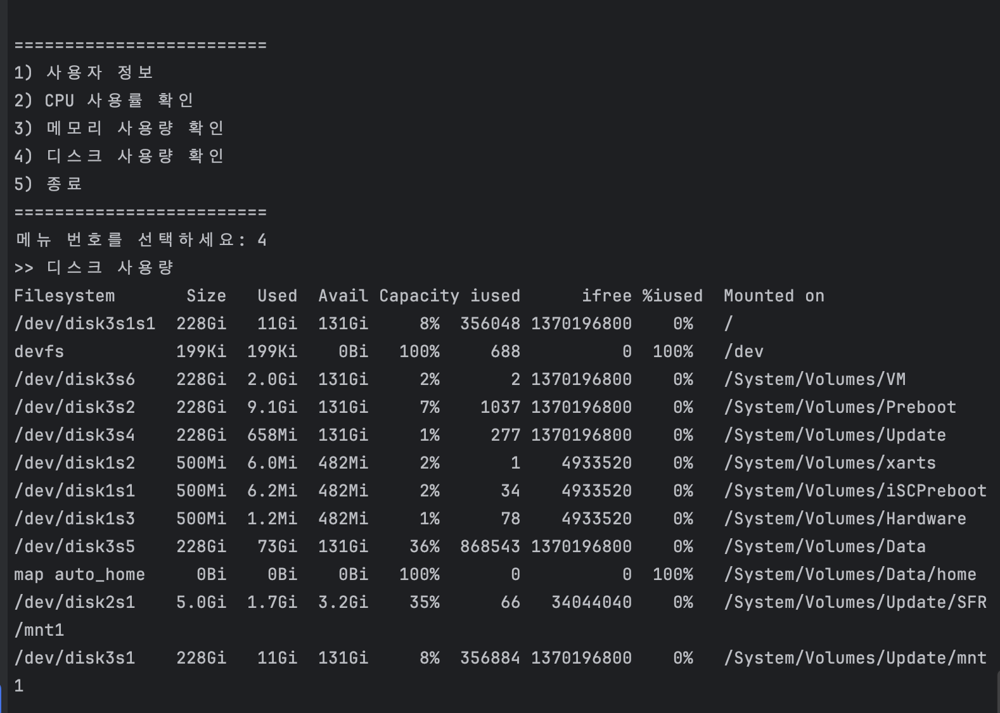 =========================
1) 사용자 정보
2) CPU 사용률 확인
3) 메모리 사용량 확인
4) 디스크 사용량 확인
5) 종료
=========================
메뉴 번호를 선택하세요: 4
>> 디스크 사용량
Filesystem       Size   Used  Avail Capacity iused      ifree %iused  Mounted on
/dev/disk3s1s1  228Gi   11Gi  131Gi     8%  356048 1370196800    0%   /
devfs           199Ki  199Ki    0Bi   100%     688          0  100%   /dev
/dev/disk3s6    228Gi  2.0Gi  131Gi     2%       2 1370196800    0%   /System/Volumes/VM
/dev/disk3s2    228Gi  9.1Gi  131Gi     7%    1037 1370196800    0%   /System/Volumes/Preboot
/dev/disk3s4    228Gi  658Mi  131Gi     1%     277 1370196800    0%   /System/Volumes/Update
/dev/disk1s2    500Mi  6.0Mi  482Mi     2%       1    4933520    0%   /System/Volumes/xarts
/dev/disk1s1    500Mi  6.2Mi  482Mi     2%      34    4933520    0%   /System/Volumes/iSCPreboot
/dev/disk1s3    500Mi  1.2Mi  482Mi     1%      78    4933520    0%   /System/Volumes/Hardware
/dev/disk3s5    228Gi   73Gi  131Gi    36%  868543 1370196800    0%   /System/Volumes/Data
map auto_home     0Bi    0Bi    0Bi   100%       0          0  100%   /System/Volumes/Data/home
/dev/disk2s1    5.0Gi  1.7Gi  3.2Gi    35%      66   34044040    0%   /System/Volumes/Update/SFR
/mnt1
/dev/disk3s1    228Gi   11Gi  131Gi     8%  356884 1370196800    0%   /System/Volumes/Update/mnt
1